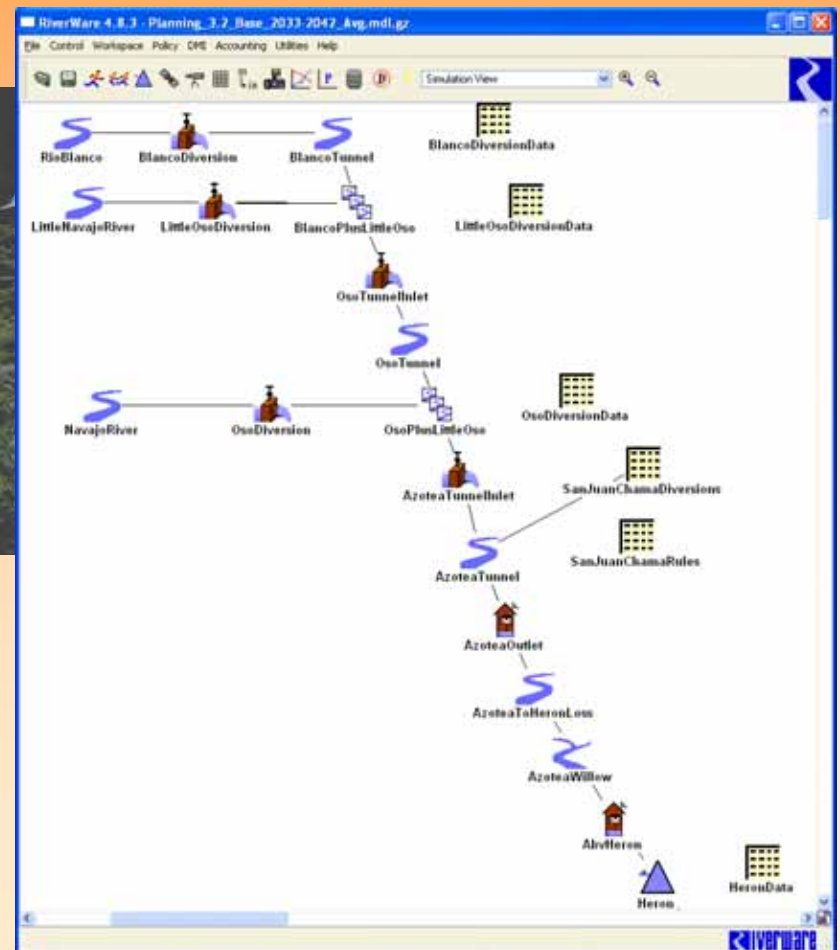 RiverWare 4.8.3 - Planning_3.2_Base_2033-2042_Avg.mdl.gz
File Control Workspace Policy DMI Accounting Utilities Help
Simulation View
RioBlanco BlancoDiversion BlancoTunnel BlancoDiversionData
LittleNavajoRiver LittleOsoDiversion BlancoPlusLittleOso LittleOsoDiversionData
OsoTunnelInlet
OsoTunnel
NavajoRiver OsoDiversion OsoPlusLittleOso OsoDiversionData
AzoteaTunnelInlet SanJuanChamaDiversions
AzoteaTunnel SanJuanChamaRules
AzoteaOutlet
AzoteaToHeronLoss
AzoteaWillow
AbvHeron
Heron HeronData
Riverware